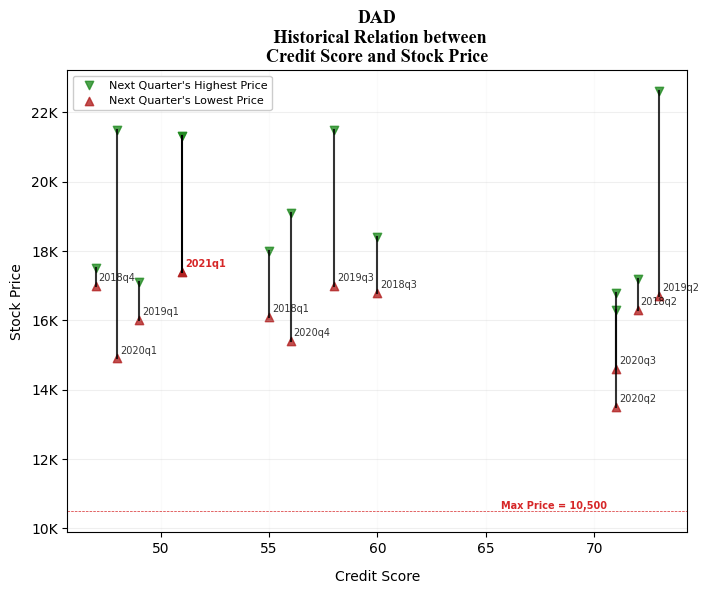 DAD
Historical Relation between
Credit Score and Stock Price
Next Quarter's Highest Price
Next Quarter's Lowest Price
22K
20K
18K
16K
14K
12K
10K
Stock Price
2018q4
2020q1
2019q1
2021q1
2018q1
2020q4
2019q3
2018q3
2020q3
2020q2
2018q2
2019q2
Max Price = 10,500
50
55
60
65
70
Credit Score